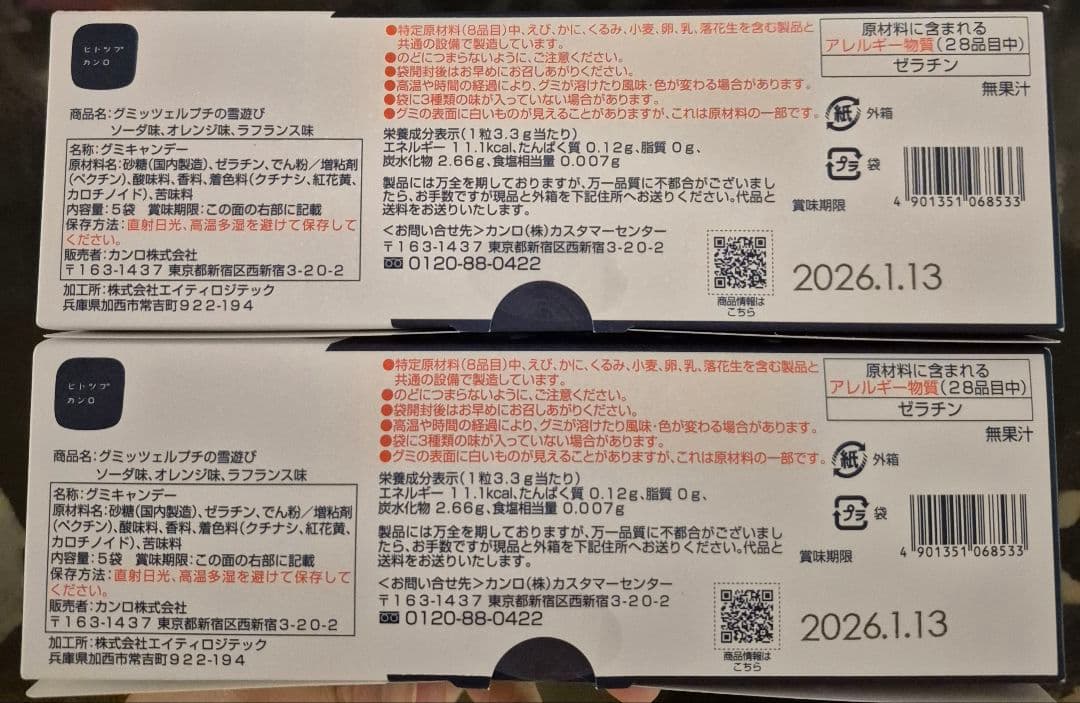 ヒトツブ
カンロ
商品名:グミッツェルプチの雪遊び
ソーダ味、オレンジ味、ラフランス味
名称:グミキャンデー
原材料名:砂糖(国内製造)、ゼラチン、でん粉/増粘剤
(ペクチン)、酸味料、香料、着色料(クチナシ、紅花黄、
カロチノイド)、苦味料
内容量:5袋 賞味期限:この面の右部に記載
保存方法:直射日光、高温多湿を避けて保存して
ください。
販売者:カンロ株式会社
〒163-1437 東京都新宿区西新宿3-20-2
加工所:株式会社エイティロジテック
兵庫県加西市常吉町922-194
●特定原材料(8品目)中、えび、かに、くるみ、小麦、卵、乳、落花生を含む製品と
共通の設備で製造しています。
●のどにつまらないように、ご注意ください。
●袋開封後はお早めにお召しあがりください。
●高温や時間の経過により、グミが溶けたり風味・色が変わる場合があります。
●袋に3種類の味が入っていない場合があります。
●グミの表面に白いものが見えることがありますが、これは原材料の一部です。
栄養成分表示(1粒3.3g当たり)
エネルギー 11.1kcal、たんぱく質 0.12g、脂質 0g、
炭水化物 2.66g、食塩相当量 0.007g
製品には万全を期しておりますが、万一品質に不都合がございまし
たら、お手数ですが現品と外箱を下記住所へお送りください。代品と
送料をお送りいたします。
<お問い合せ先>カンロ(株)カスタマーセンター
〒163-1437 東京都新宿区西新宿3-20-2
0120-88-0422
商品情報は
こちら
原材料に含まれる
アレルギー物質(28品目中)
ゼラチン
無果汁
紙 外箱
プラ 袋
4 901351 068533
賞味期限
2026.1.13
ヒトツブ
カンロ
商品名:グミッツェルプチの雪遊び
ソーダ味、オレンジ味、ラフランス味
名称:グミキャンデー
原材料名:砂糖(国内製造)、ゼラチン、でん粉/増粘剤
(ペクチン)、酸味料、香料、着色料(クチナシ、紅花黄、
カロチノイド)、苦味料
内容量:5袋 賞味期限:この面の右部に記載
保存方法:直射日光、高温多湿を避けて保存して
ください。
販売者:カンロ株式会社
〒163-1437 東京都新宿区西新宿3-20-2
加工所:株式会社エイティロジテック
兵庫県加西市常吉町922-194
●特定原材料(8品目)中、えび、かに、くるみ、小麦、卵、乳、落花生を含む製品と
共通の設備で製造しています。
●のどにつまらないように、ご注意ください。
●袋開封後はお早めにお召しあがりください。
●高温や時間の経過により、グミが溶けたり風味・色が変わる場合があります。
●袋に3種類の味が入っていない場合があります。
●グミの表面に白いものが見えることがありますが、これは原材料の一部です。
栄養成分表示(1粒3.3g当たり)
エネルギー 11.1kcal、たんぱく質 0.12g、脂質 0g、
炭水化物 2.66g、食塩相当量 0.007g
製品には万全を期しておりますが、万一品質に不都合がございまし
たら、お手数ですが現品と外箱を下記住所へお送りください。代品と
送料をお送りいたします。
<お問い合せ先>カンロ(株)カスタマーセンター
〒163-1437 東京都新宿区西新宿3-20-2
0120-88-0422
商品情報は
こちら
原材料に含まれる
アレルギー物質(28品目中)
ゼラチン
無果汁
紙 外箱
プラ 袋
4 901351 068533
賞味期限
2026.1.13